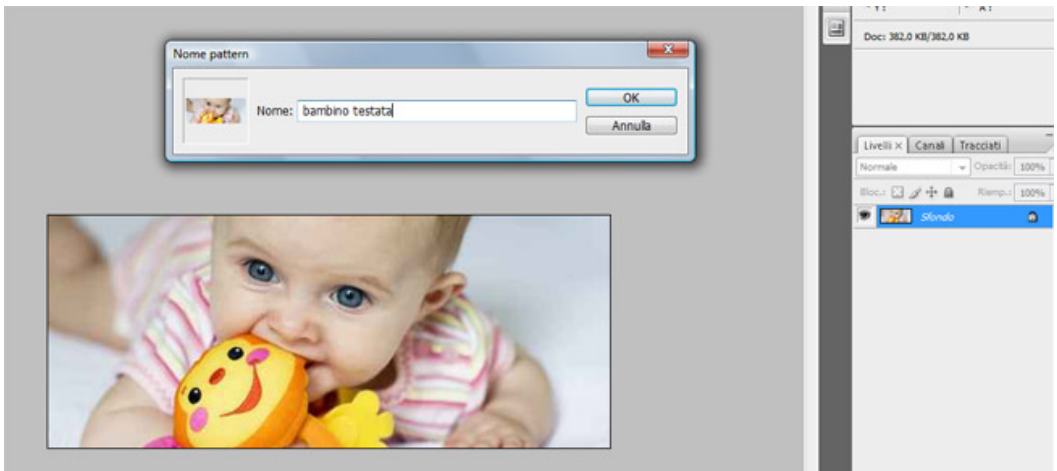 Nome pattern
Nome: bambino testata
OK
Annulla
Doc: 382.0 KB/382.0 KB
Livelli x Canali Tracciati
Normale Opacità: 100%
Bloc.: Riemp.: 100%
Sfondo